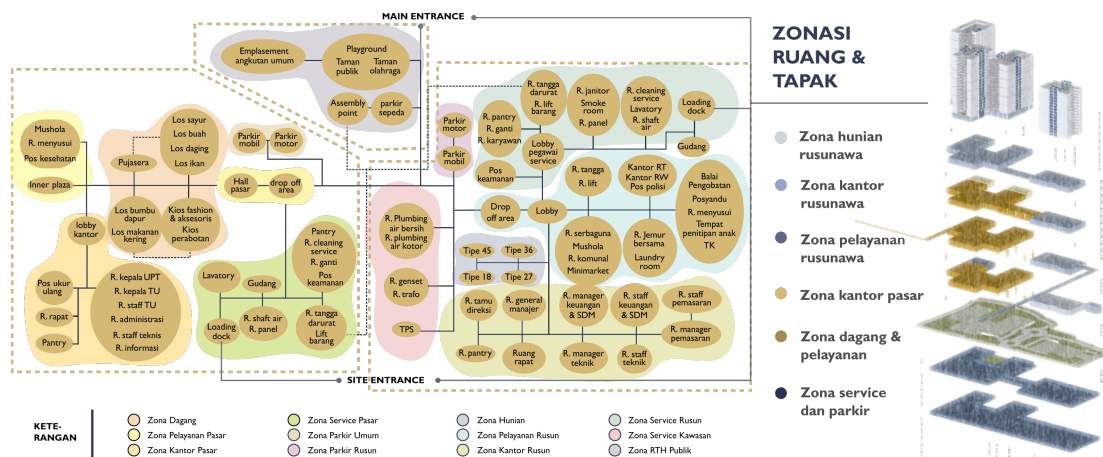 MAIN ENTRANCE
Emplasement
angkutan umum
Playground
Taman
publik
Taman
olahraga
Assembly
point
parkir
sepeda
Mushola
R. menyusui
Pos kesehatan
Inner plaza
Pujasera
Los sayur
Los buah
Los daging
Los ikan
Parkir
mobil
Parkir
motor
Hall
pasar
drop off
area
Los bumbu
dapur
Los makanan
kering
Kios fashion
& aksesoris
Kios
perabotan
lobby
kantor
Pos ukur
ulang
R. rapat
Pantry
R. kepala UPT
R. kepala TU
R. staff TU
R. administrasi
R. staff teknis
R. informasi
Lavatory
Gudang
Pantry
R. cleaning
service
R. ganti
Pos
keamanan
Loading
dock
R. shaft air
R. panel
R. tangga
darurat
Lift
barang
R. Plumbing
air bersih
R. plumbing
air kotor
R. genset
R. trafo
TPS
Parkir
motor
Parkir
mobil
R. tangga
darurat
R. lift
barang
R. janitor
Smoke
room
R. panel
R. cleaning
service
Lavatory
R. shaft
air
Loading
dock
R. pantry
R. ganti
R. karyawan
Lobby
pegawai
service
Gudang
Pos
keamanan
R. tangga
R. lift
Kantor RT
Kantor RW
Pos polisi
Balai
Pengobatan
Posyandu
R. menyusui
Tempat
penitipan anak
TK
Drop
off area
Lobby
R. serbaguna
Mushola
R. komunal
Minimarket
R. Jemur
bersama
Laundry
room
Tipe 45
Tipe 36
Tipe 18
Tipe 27
R. tamu
direksi
R. general
manajer
R. manager
keuangan
& SDM
R. staff
keuangan
& SDM
R. staff
pemasaran
R. pantry
Ruang
rapat
R. manager
teknik
R. staff
teknik
R. manager
pemasaran
SITE ENTRANCE
ZONASI
RUANG &
TAPAK
Zona hunian
rusunawa
Zona kantor
rusunawa
Zona pelayanan
rusunawa
Zona kantor pasar
Zona dagang &
pelayanan
Zona service
dan parkir
KETE-
RANGAN
Zona Dagang
Zona Pelayanan Pasar
Zona Kantor Pasar
Zona Service Pasar
Zona Parkir Umum
Zona Parkir Rusun
Zona Hunian
Zona Pelayanan Rusun
Zona Kantor Rusun
Zona Service Rusun
Zona Service Kawasan
Zona RTH Publik